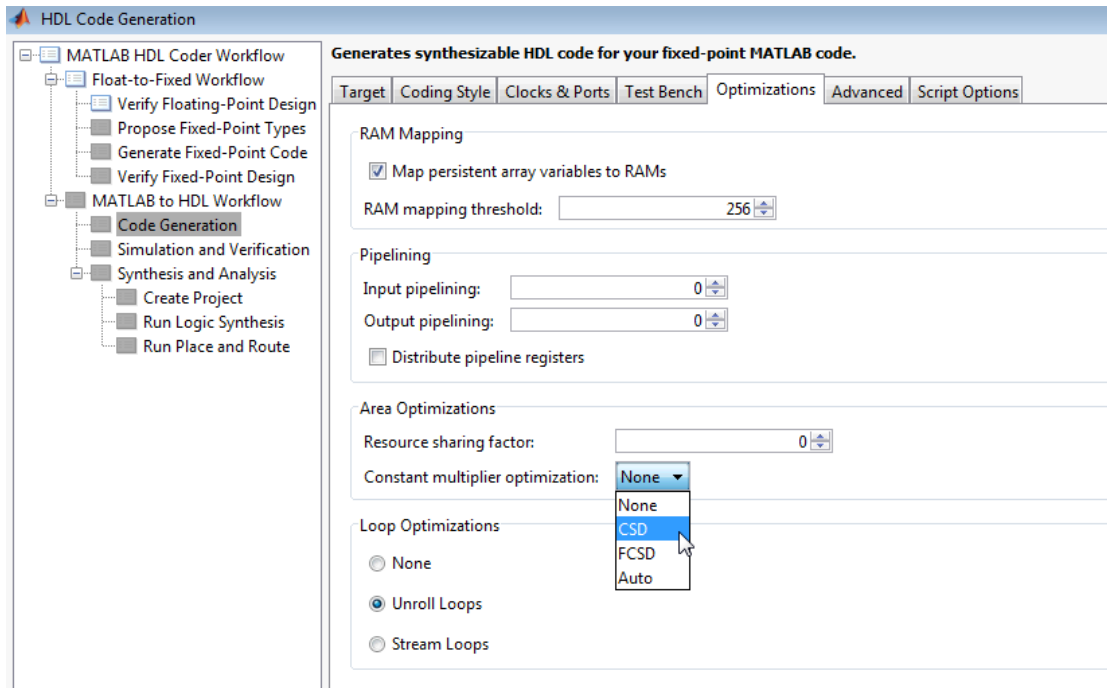 HDL Code Generation
MATLAB HDL Coder Workflow
Float-to-Fixed Workflow
Verify Floating-Point Design
Propose Fixed-Point Types
Generate Fixed-Point Code
Verify Fixed-Point Design
MATLAB to HDL Workflow
Code Generation
Simulation and Verification
Synthesis and Analysis
Create Project
Run Logic Synthesis
Run Place and Route
Generates synthesizable HDL code for your fixed-point MATLAB code.
Target Coding Style Clocks & Ports Test Bench Optimizations Advanced Script Options
RAM Mapping
Map persistent array variables to RAMs
RAM mapping threshold: 256
Pipelining
Input pipelining: 0
Output pipelining: 0
Distribute pipeline registers
Area Optimizations
Resource sharing factor: 0
Constant multiplier optimization: None
None
CSD
FCSD
Auto
Loop Optimizations
None
Unroll Loops
Stream Loops